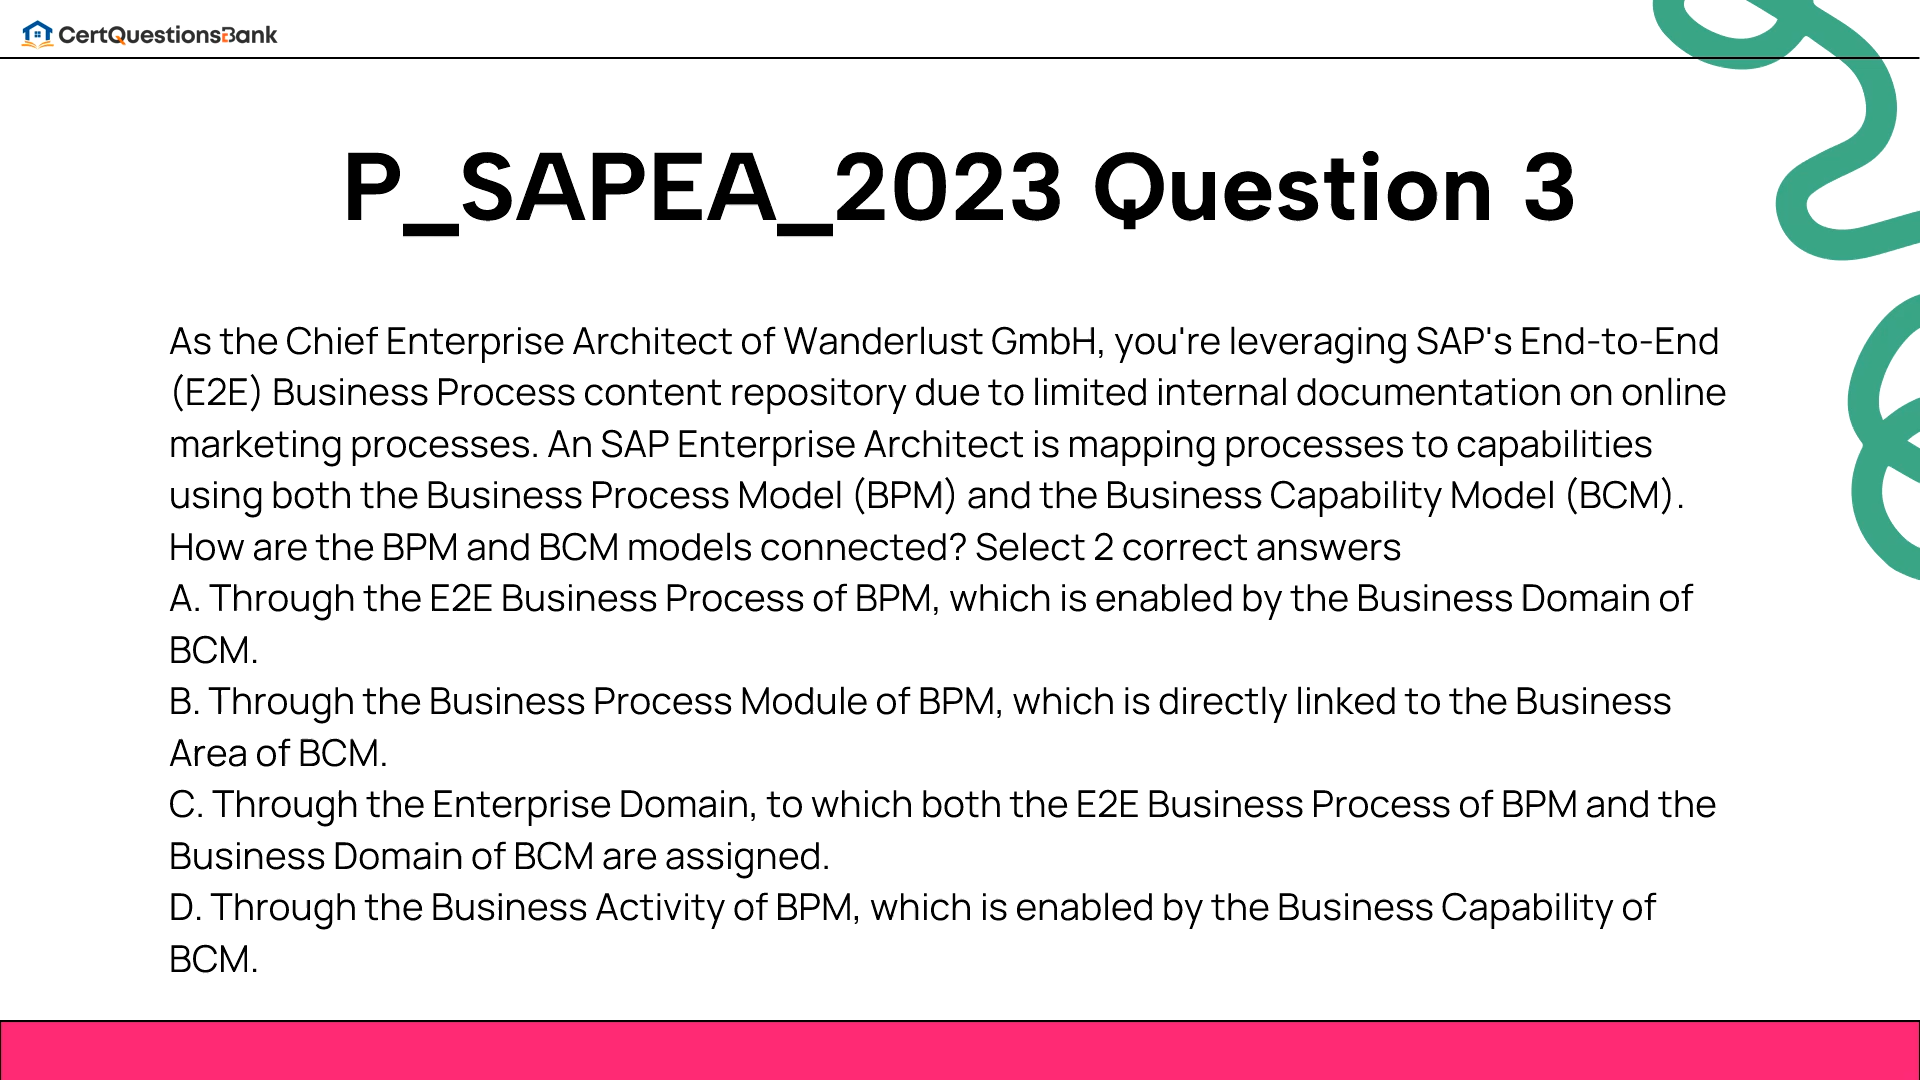 CertQuestionsBank
P_SAPEA_2023 Question 3
As the Chief Enterprise Architect of Wanderlust GmbH, you're leveraging SAP's End-to-End
(E2E) Business Process content repository due to limited internal documentation on online
marketing processes. An SAP Enterprise Architect is mapping processes to capabilities
using both the Business Process Model (BPM) and the Business Capability Model (BCM).
How are the BPM and BCM models connected? Select 2 correct answers
A. Through the E2E Business Process of BPM, which is enabled by the Business Domain of
BCM.
B. Through the Business Process Module of BPM, which is directly linked to the Business
Area of BCM.
C. Through the Enterprise Domain, to which both the E2E Business Process of BPM and the
Business Domain of BCM are assigned.
D. Through the Business Activity of BPM, which is enabled by the Business Capability of
BCM.